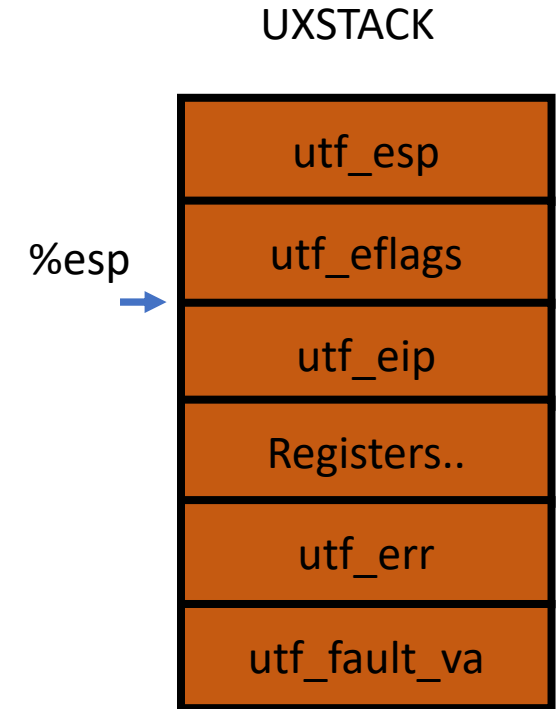 UXSTACK
utf_esp
%esp
utf_eflags
utf_eip
Registers..
utf_err
utf_fault_va